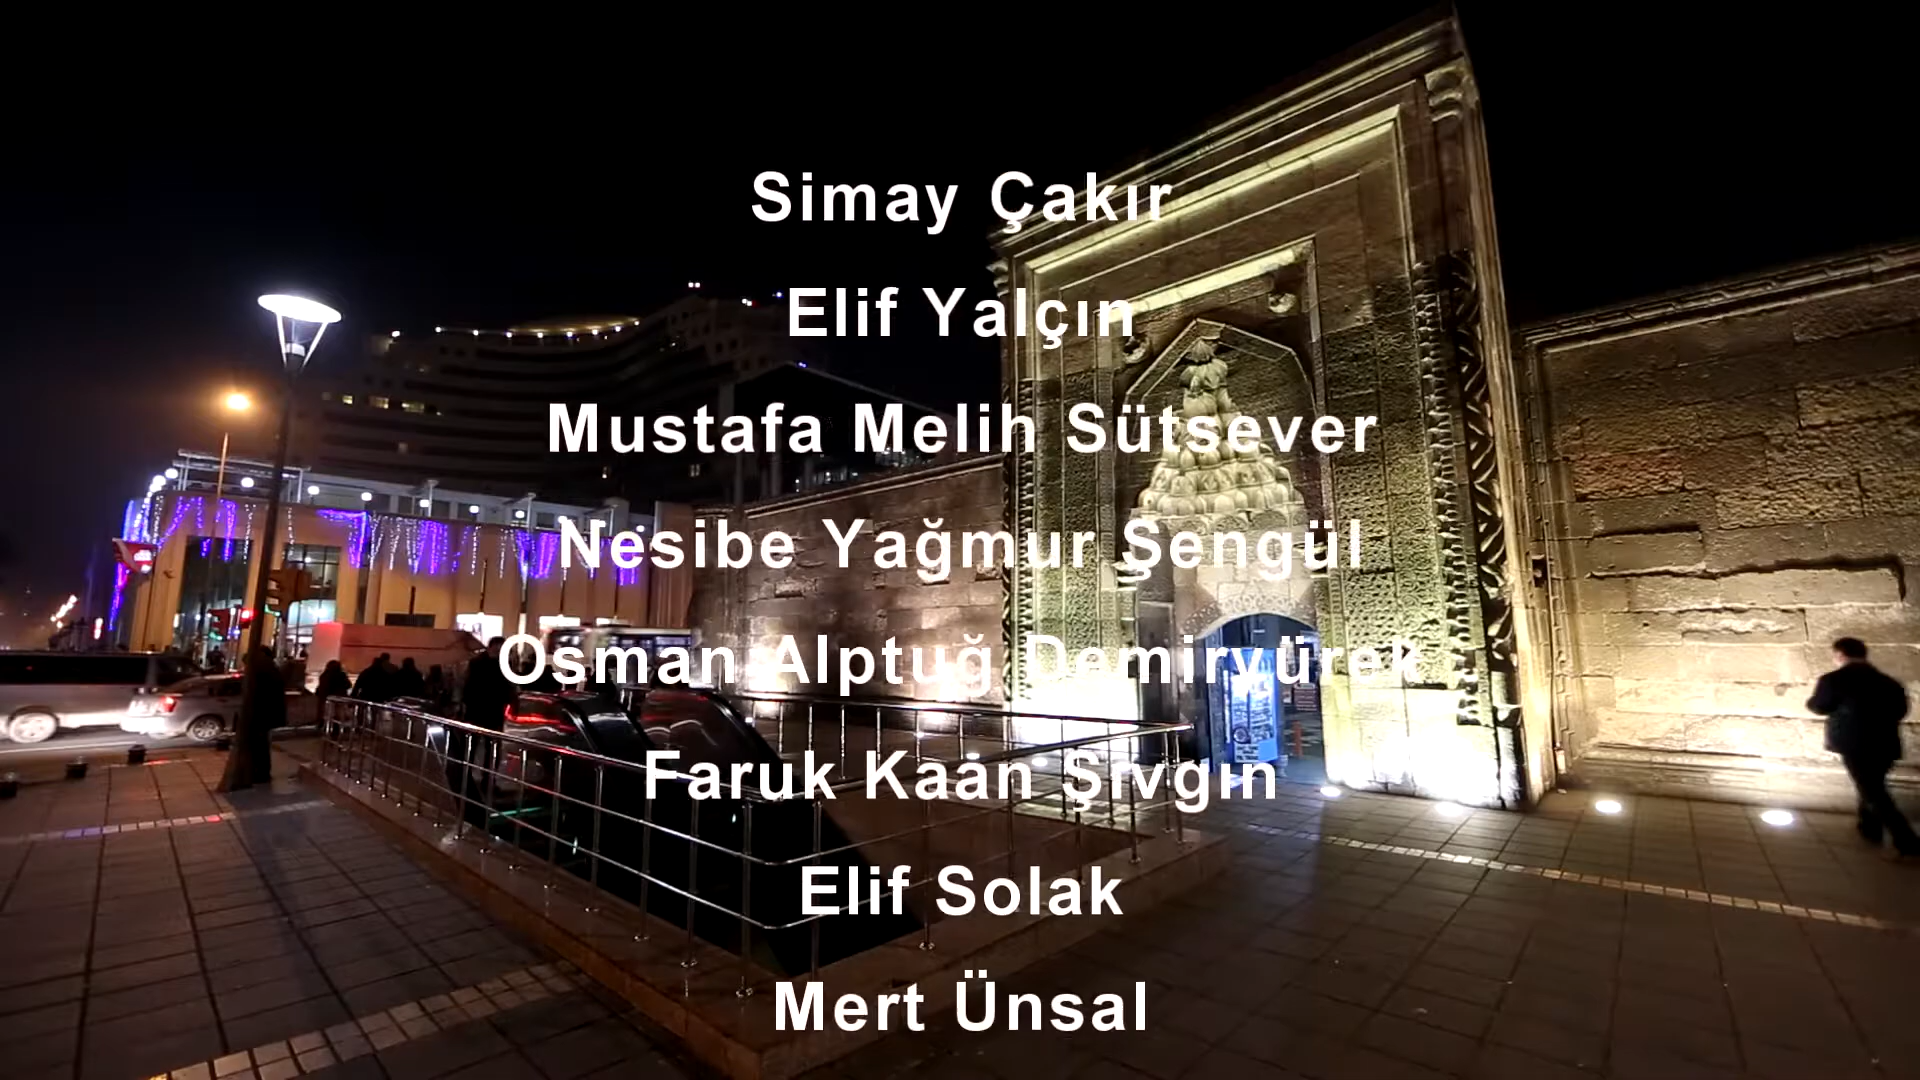 Simay Çakır
Elif Yalçın
Mustafa Melih Sütsever
Nesibe Yağmur Şengül
Osman Alptuğ Demiryürek
Faruk Kaan Şıvgın
Elif Solak
Mert Ünsal